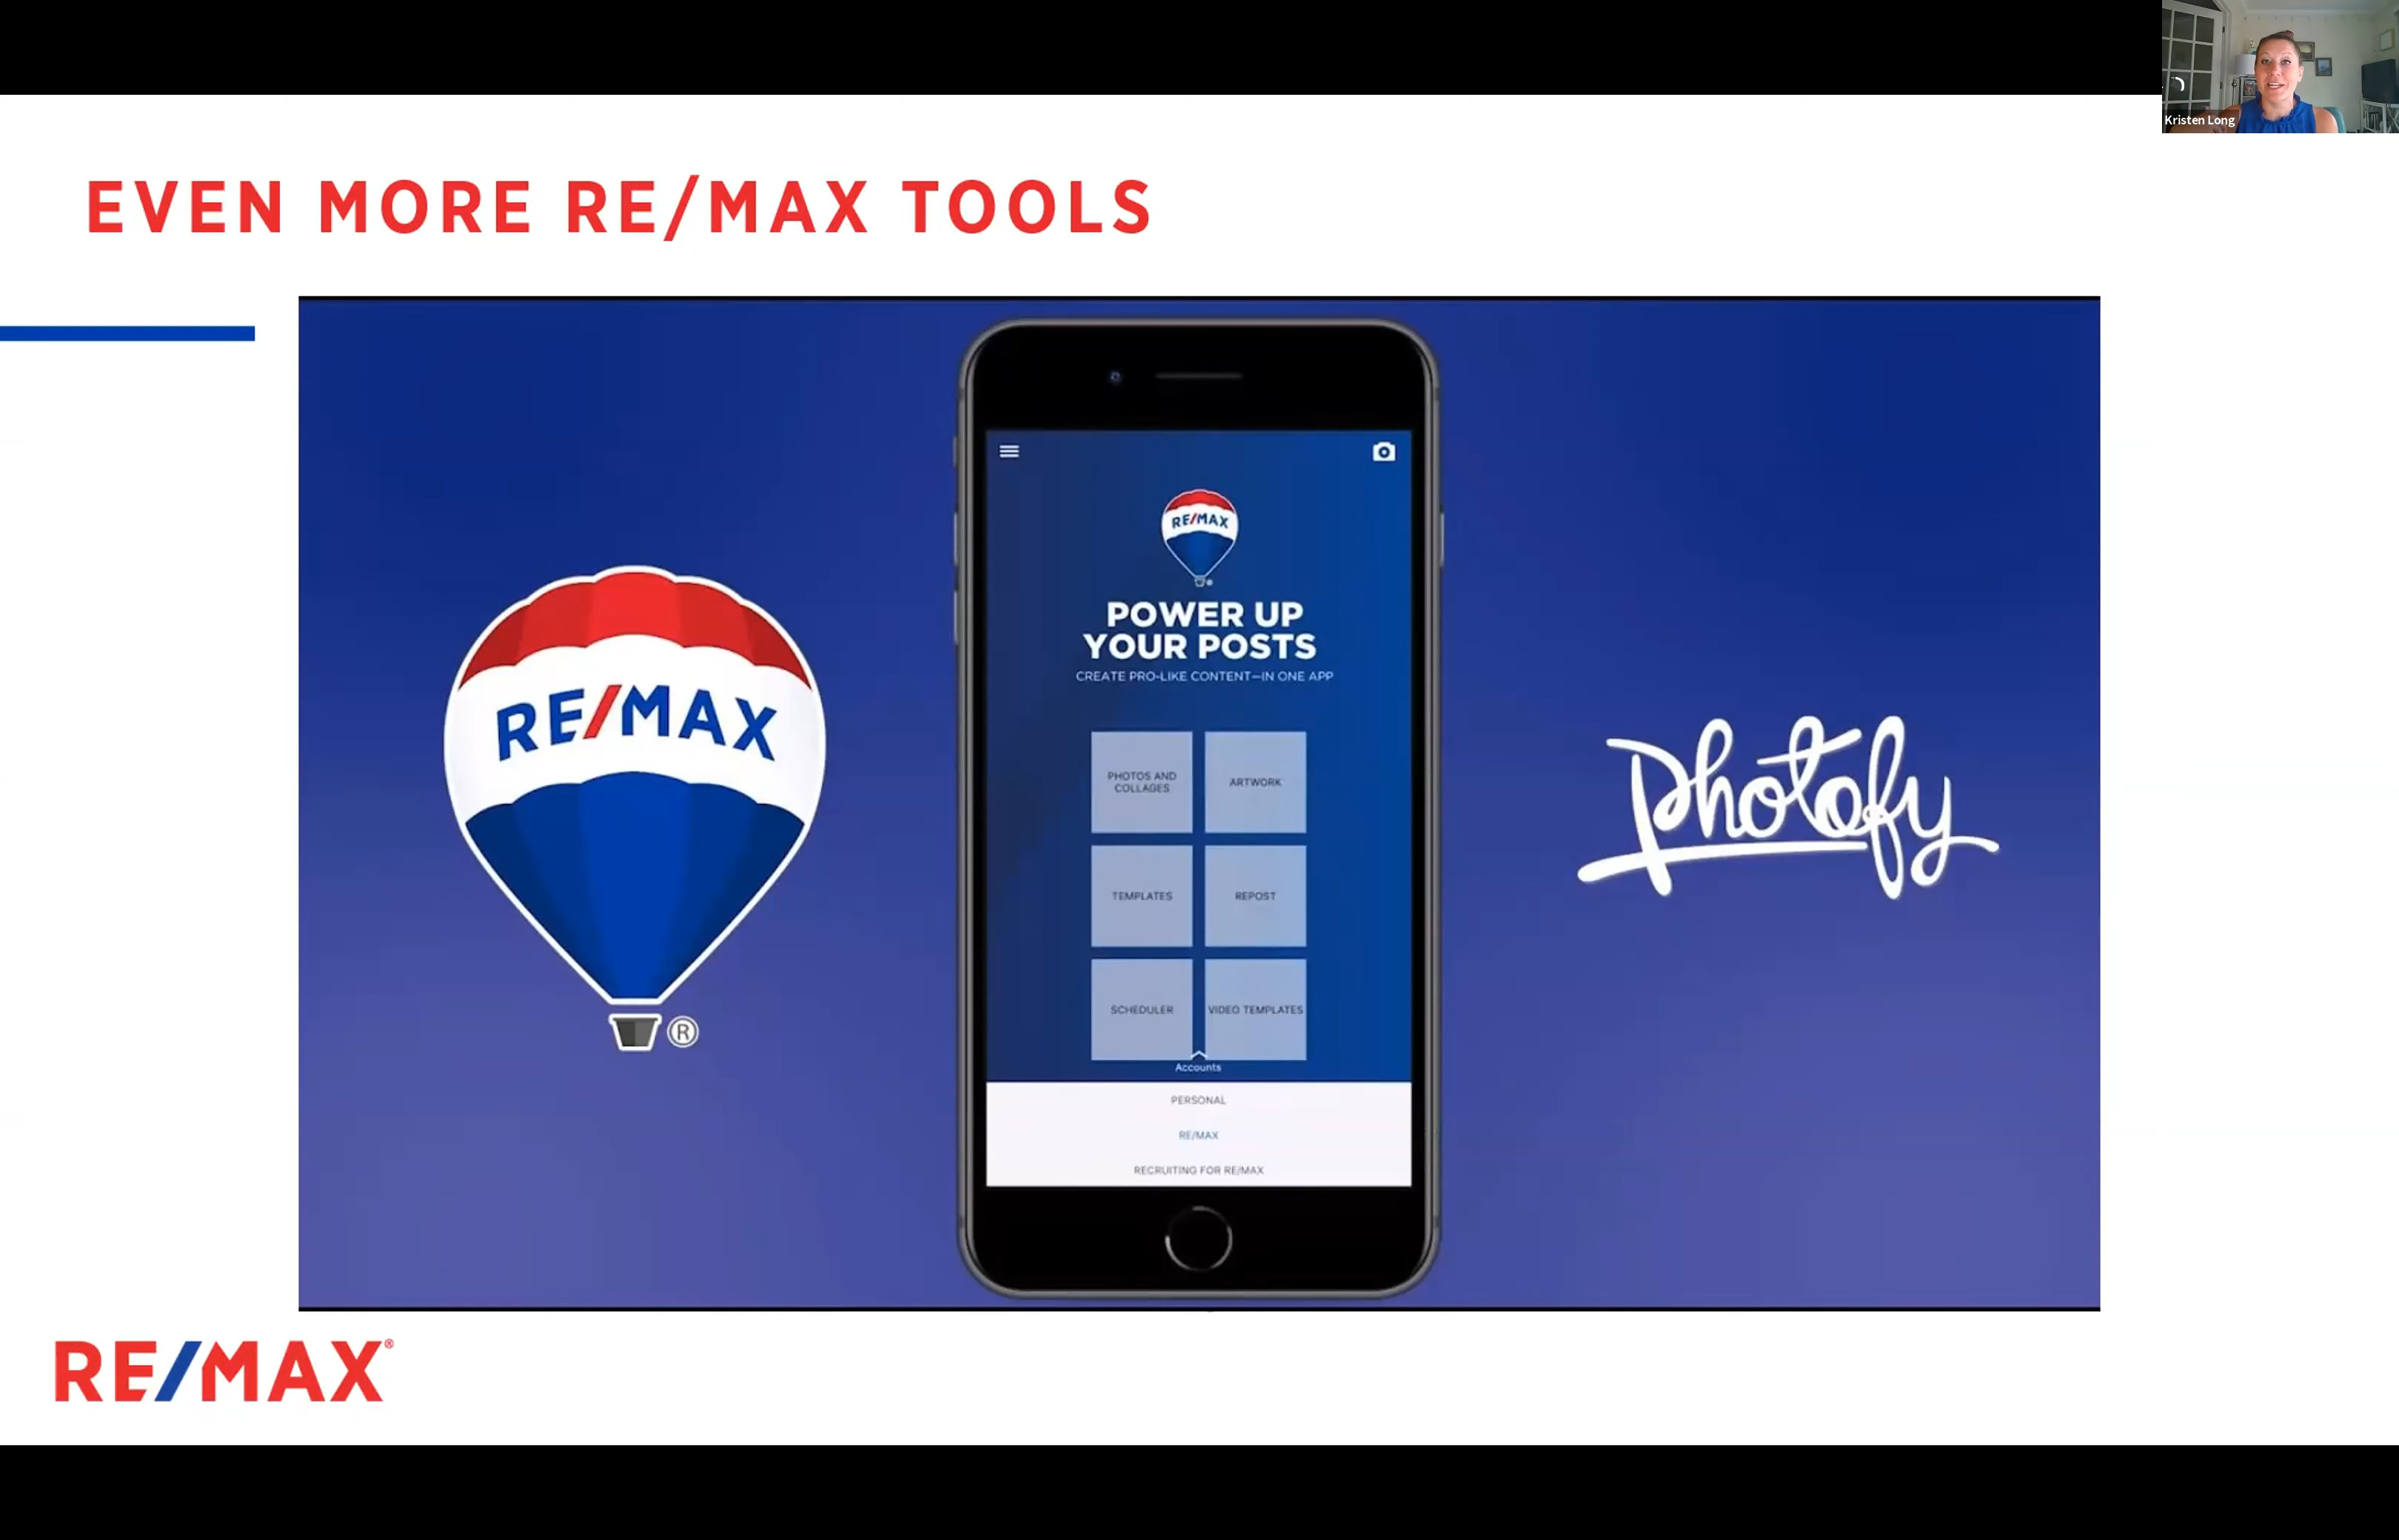 Kristen Long
EVEN MORE RE/MAX TOOLS
RE/MAX
®
RE/MAX
®
POWER UP
YOUR POSTS
CREATE PRO-LIKE CONTENT—IN ONE APP
PHOTOS AND
COLLAGES
ARTWORK
TEMPLATES
REPOST
SCHEDULER
VIDEO TEMPLATES
Accounts
PERSONAL
RE/MAX
RECRUITING FOR RE/MAX
photofy
RE/MAX®